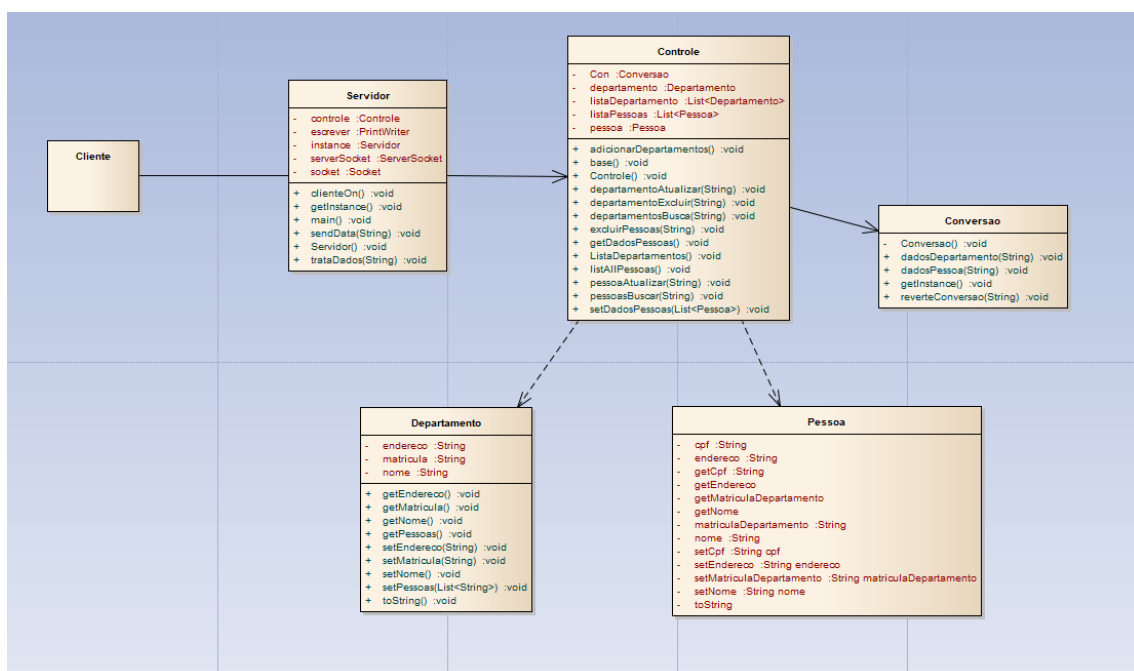 Cliente
Servidor
- controle :Controle
- escrever :PrintWriter
- instance :Servidor
- serverSocket :ServerSocket
- socket :Socket
+ clienteOn() :void
+ getInstance() :void
+ main() :void
+ sendData(String) :void
+ Servidor() :void
+ trataDados(String) :void
Controle
- Con :Conversao
- departamento :Departamento
- listaDepartamento :List<Departamento>
- listaPessoas :List<Pessoa>
- pessoa :Pessoa
+ adicionarDepartamentos() :void
+ base() :void
+ Controle() :void
+ departamentoAtualizar(String) :void
+ departamentoExcluir(String) :void
+ departamentosBusca(String) :void
+ excluirPessoas(String) :void
+ getDadosPessoas() :void
+ ListaDepartamentos() :void
+ listAllPessoas() :void
+ pessoaAtualizar(String) :void
+ pessoasBuscar(String) :void
+ setDadosPessoas(List<Pessoa>) :void
Conversao
- Conversao() :void
+ dadosDepartamento(String) :void
+ dadosPessoa(String) :void
+ getInstance() :void
+ reverteConversao(String) :void
Departamento
- endereco :String
- matricula :String
- nome :String
+ getEndereco() :void
+ getMatricula() :void
+ getNome() :void
+ getPessoas() :void
+ setEndereco(String) :void
+ setMatricula(String) :void
+ setNome() :void
+ setPessoas(List<String>) :void
+ toString() :void
Pessoa
- cpf :String
- endereco :String
- getCpf :String
- getEndereco
- getMatriculaDepartamento
- getNome
- matriculaDepartamento :String
- nome :String
- setCpf :String cpf
- setEndereco :String endereco
- setMatriculaDepartamento :String matriculaDepartamento
- setNome :String nome
- toString